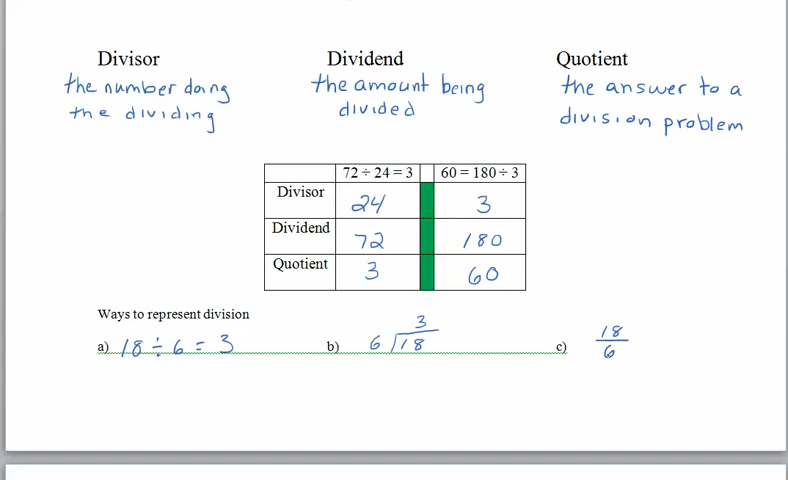 Divisor Dividend Quotient
the number doing the amount being the answer to a
the dividing divided division problem
72 ÷ 24 = 3 60 = 180 ÷ 3
Divisor 24 3
Dividend 72 180
Quotient 3 60
Ways to represent division
3
a) 18 ÷ 6 = 3 b) 6 18 c) 18
6